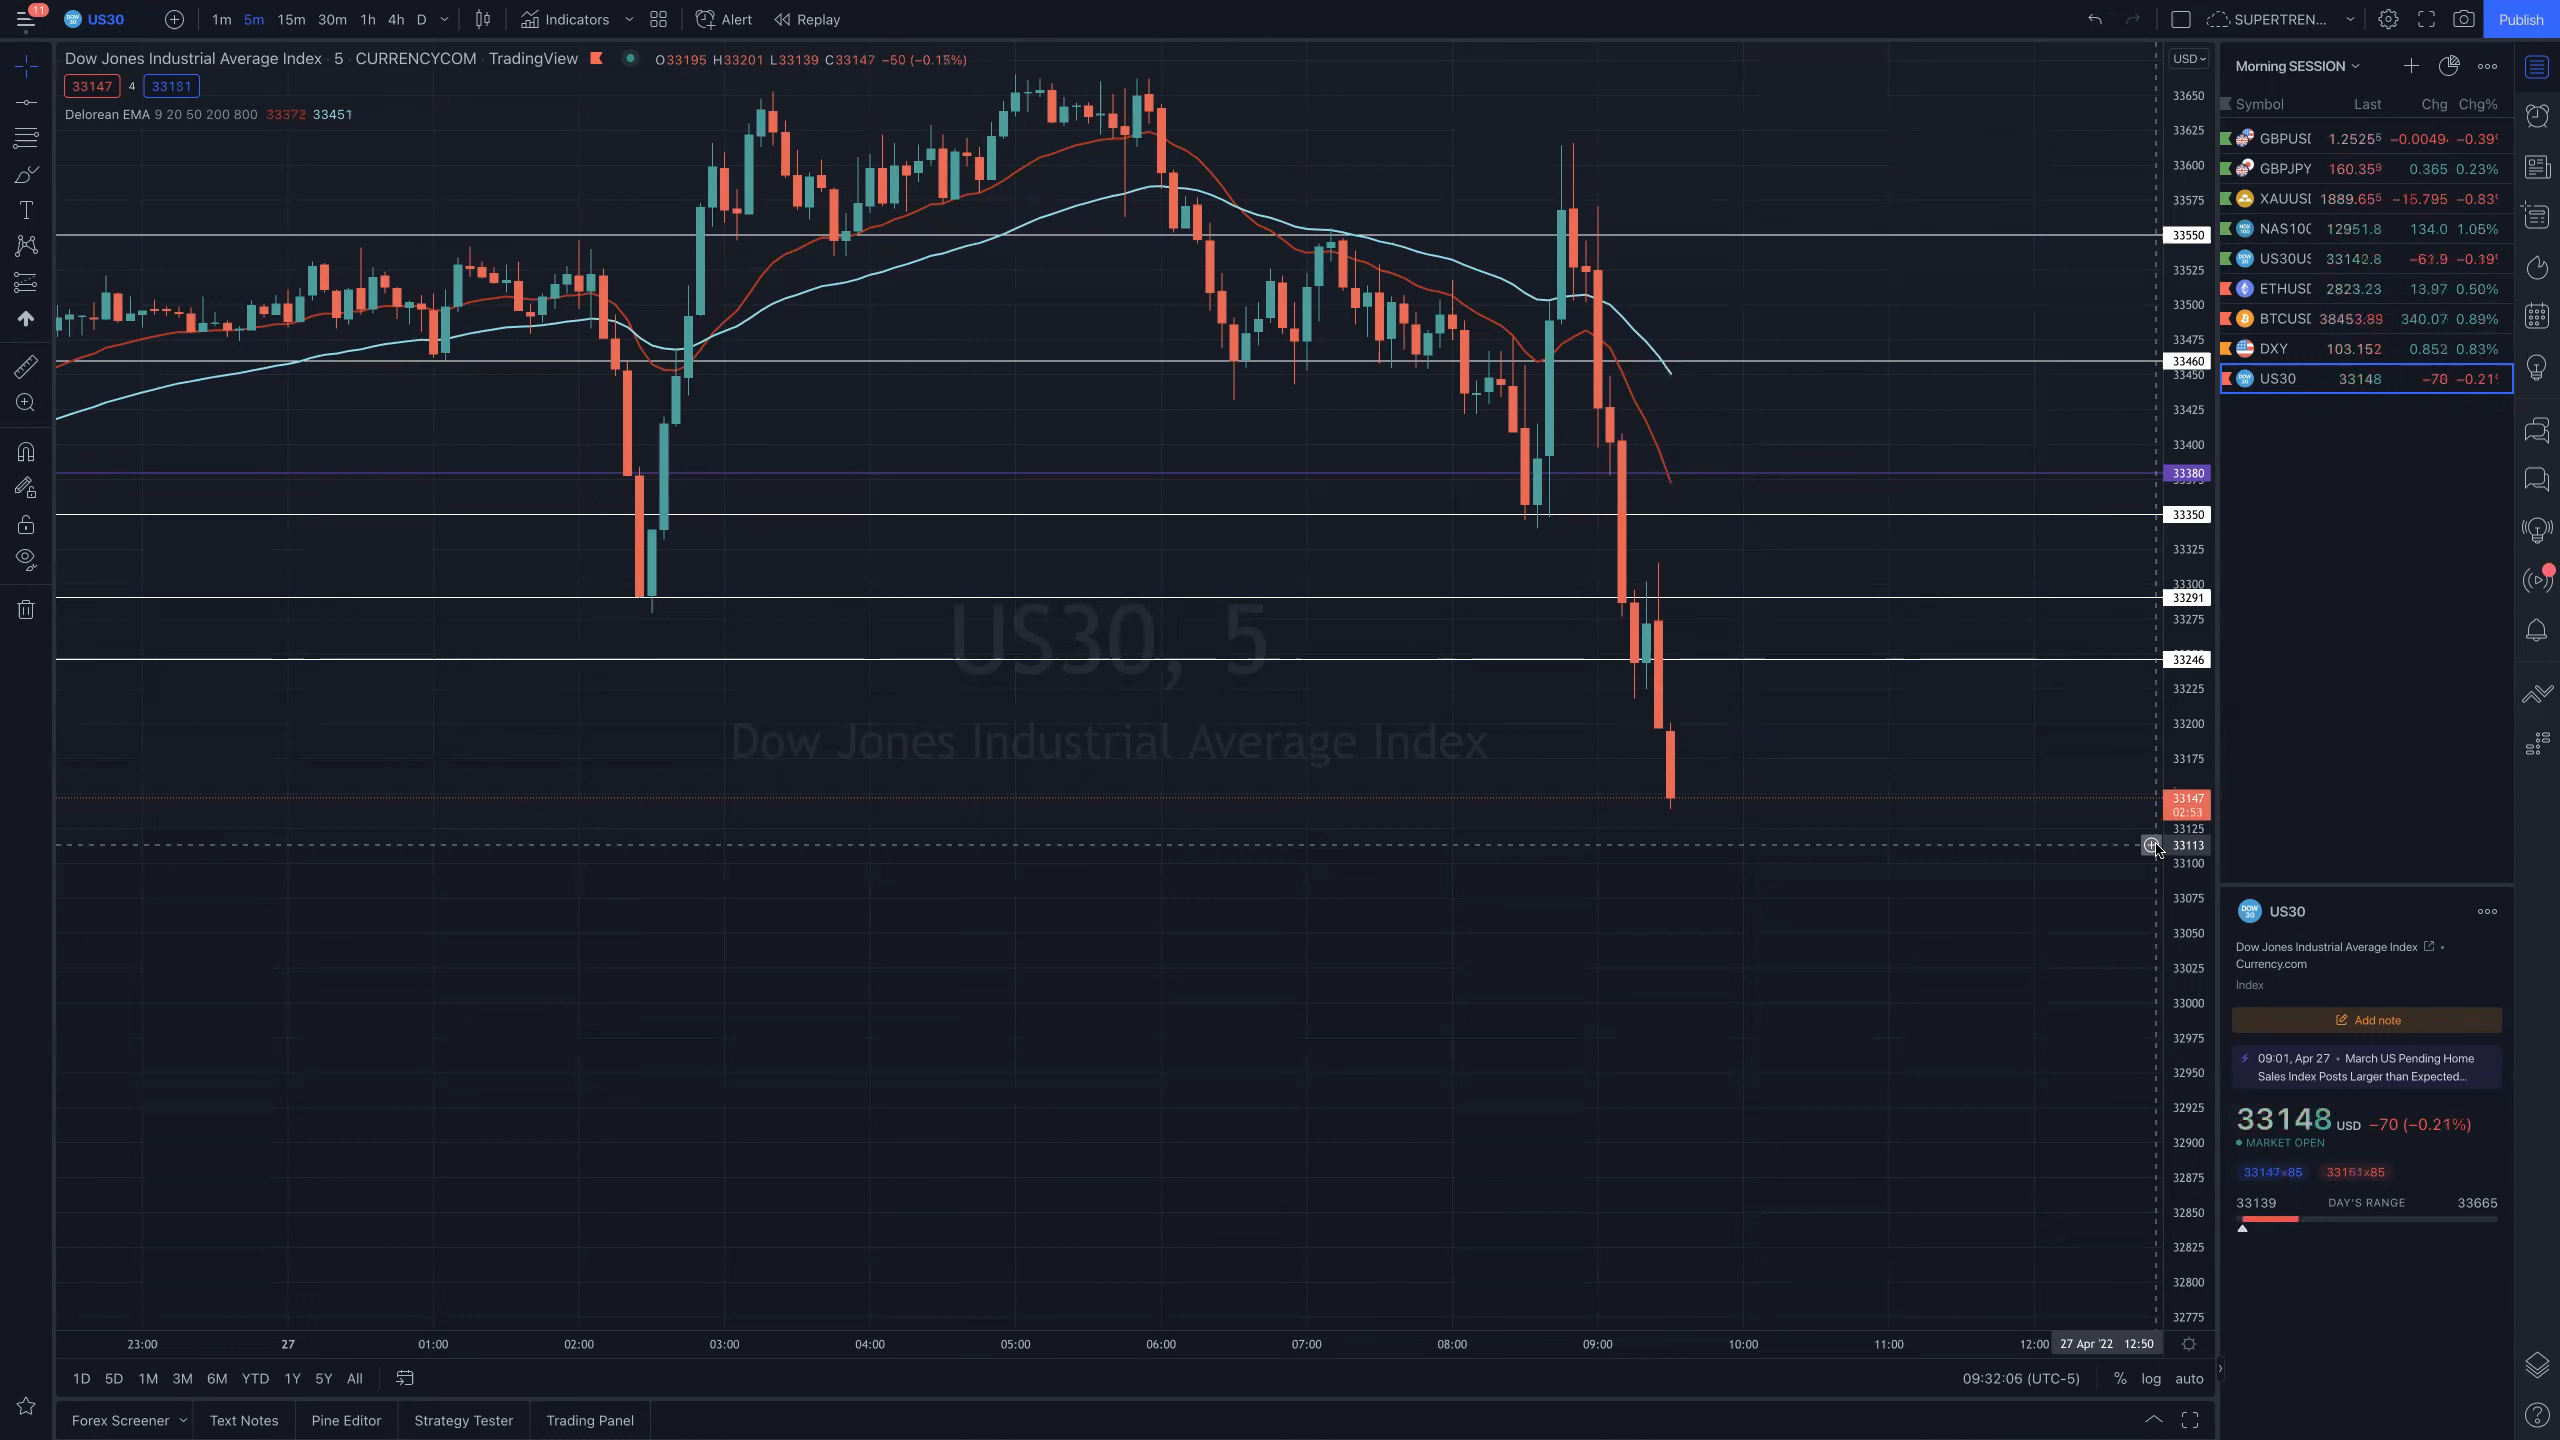 11
US30
1m 5m 15m 30m 1h 4h D
Indicators
Alert
Replay
SUPERTREN...
Publish
Dow Jones Industrial Average Index · 5 · CURRENCYCOM · TradingView
O33195 H33201 L33139 C33147 −50 (−0.15%)
33147 4 33151
Delorean EMA 9 20 50 200 800 33372 33451
US30, 5
Dow Jones Industrial Average Index
USD
33650
33625
33600
33575
33550
33525
33500
33475
33460
33450
33425
33400
33380
33350
33325
33300
33291
33275
33246
33225
33200
33175
33147
02:53
33125
33113
33100
33075
33050
33025
33000
32975
32950
32925
32900
32875
32850
32825
32800
32775
23:00 27 01:00 02:00 03:00 04:00 05:00 06:00 07:00 08:00 09:00 10:00 11:00 12:00 27 Apr '22 12:50
1D 5D 1M 3M 6M YTD 1Y 5Y All
09:32:06 (UTC-5) % log auto
Forex Screener Text Notes Pine Editor Strategy Tester Trading Panel
Morning SESSION
Symbol Last Chg Chg%
GBPUSD 1.25255 −0.0049 −0.39
GBPJPY 160.359 0.365 0.23%
XAUUSD 1889.655 −15.795 −0.83
NAS100 12951.8 134.0 1.05%
US30US 33142.8 −0.19
ETHUSD 2823.23 13.97 0.50%
BTCUSD 38453.89 340.07 0.89%
DXY 103.152 0.852 0.83%
US30 33148 −70 −0.21
DOW 30
US30
Dow Jones Industrial Average Index •
Currency.com
Index
Add note
09:01, Apr 27 • March US Pending Home
Sales Index Posts Larger than Expected...
33148 USD −70 (−0.21%)
MARKET OPEN
33147x85 33151x85
33139 DAY'S RANGE 33665